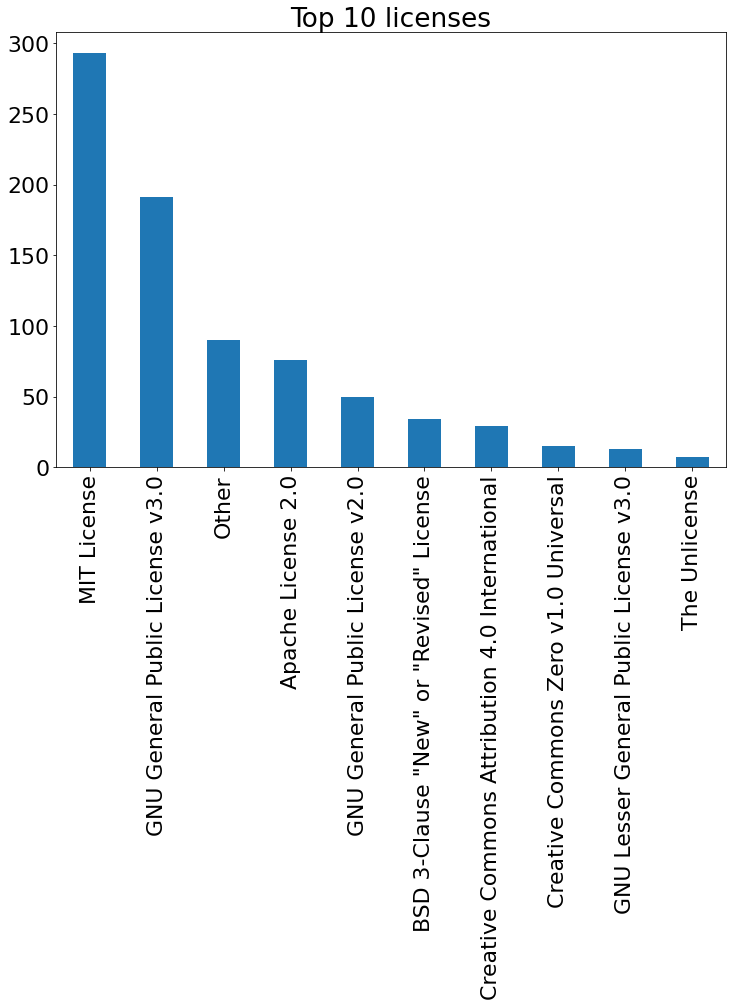 Top 10 licenses
300
250
200
150
100
50
0
MIT License
GNU General Public License v3.0
Other
Apache License 2.0
GNU General Public License v2.0
BSD 3-Clause "New" or "Revised" License
Creative Commons Attribution 4.0 International
Creative Commons Zero v1.0 Universal
GNU Lesser General Public License v3.0
The Unlicense